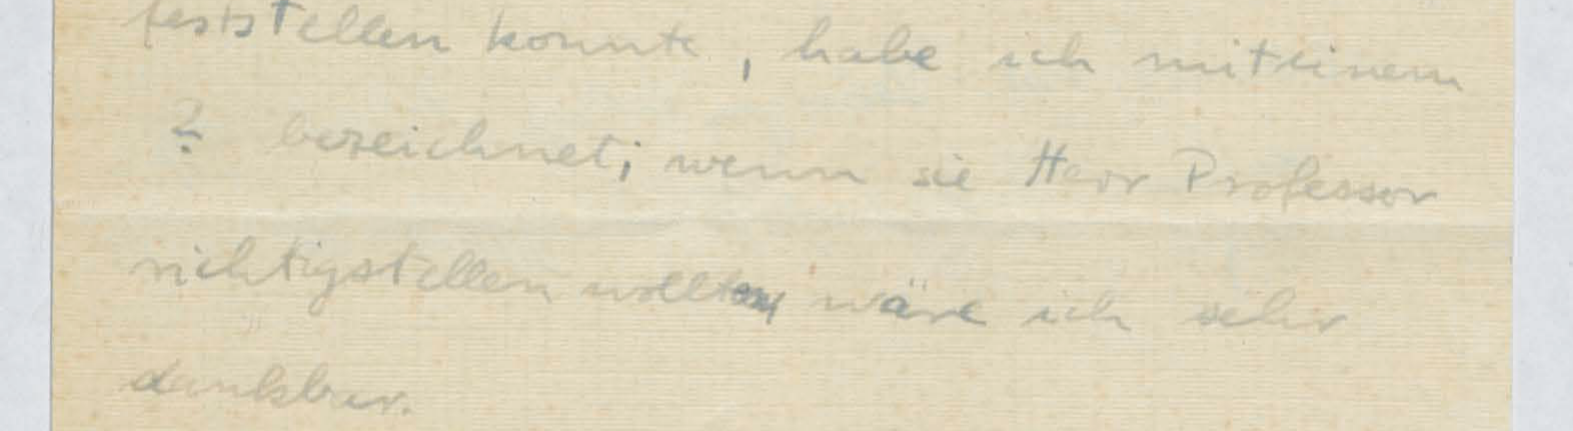 feststellen konnte, habe ich mit einem
? bezeichnet; wenn sie Herr Professor
richtigstellen wollten wäre ich sehr
dankbar.